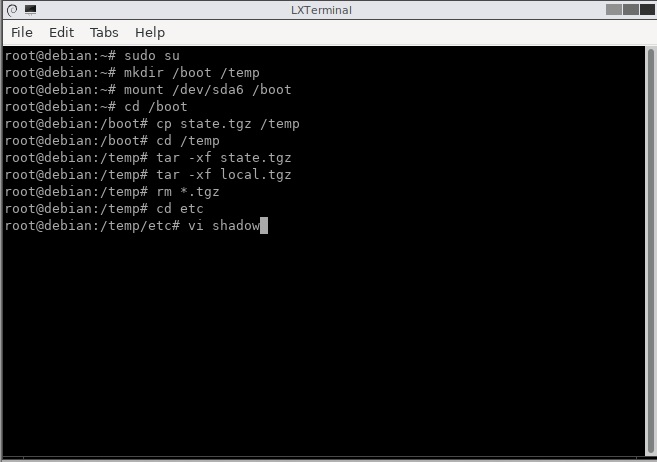 LXTerminal
File Edit Tabs Help
root@debian:~# sudo su
root@debian:~# mkdir /boot /temp
root@debian:~# mount /dev/sda6 /boot
root@debian:~# cd /boot
root@debian:/boot# cp state.tgz /temp
root@debian:/boot# cd /temp
root@debian:/temp# tar -xf state.tgz
root@debian:/temp# tar -xf local.tgz
root@debian:/temp# rm *.tgz
root@debian:/temp# cd etc
root@debian:/temp/etc# vi shadow